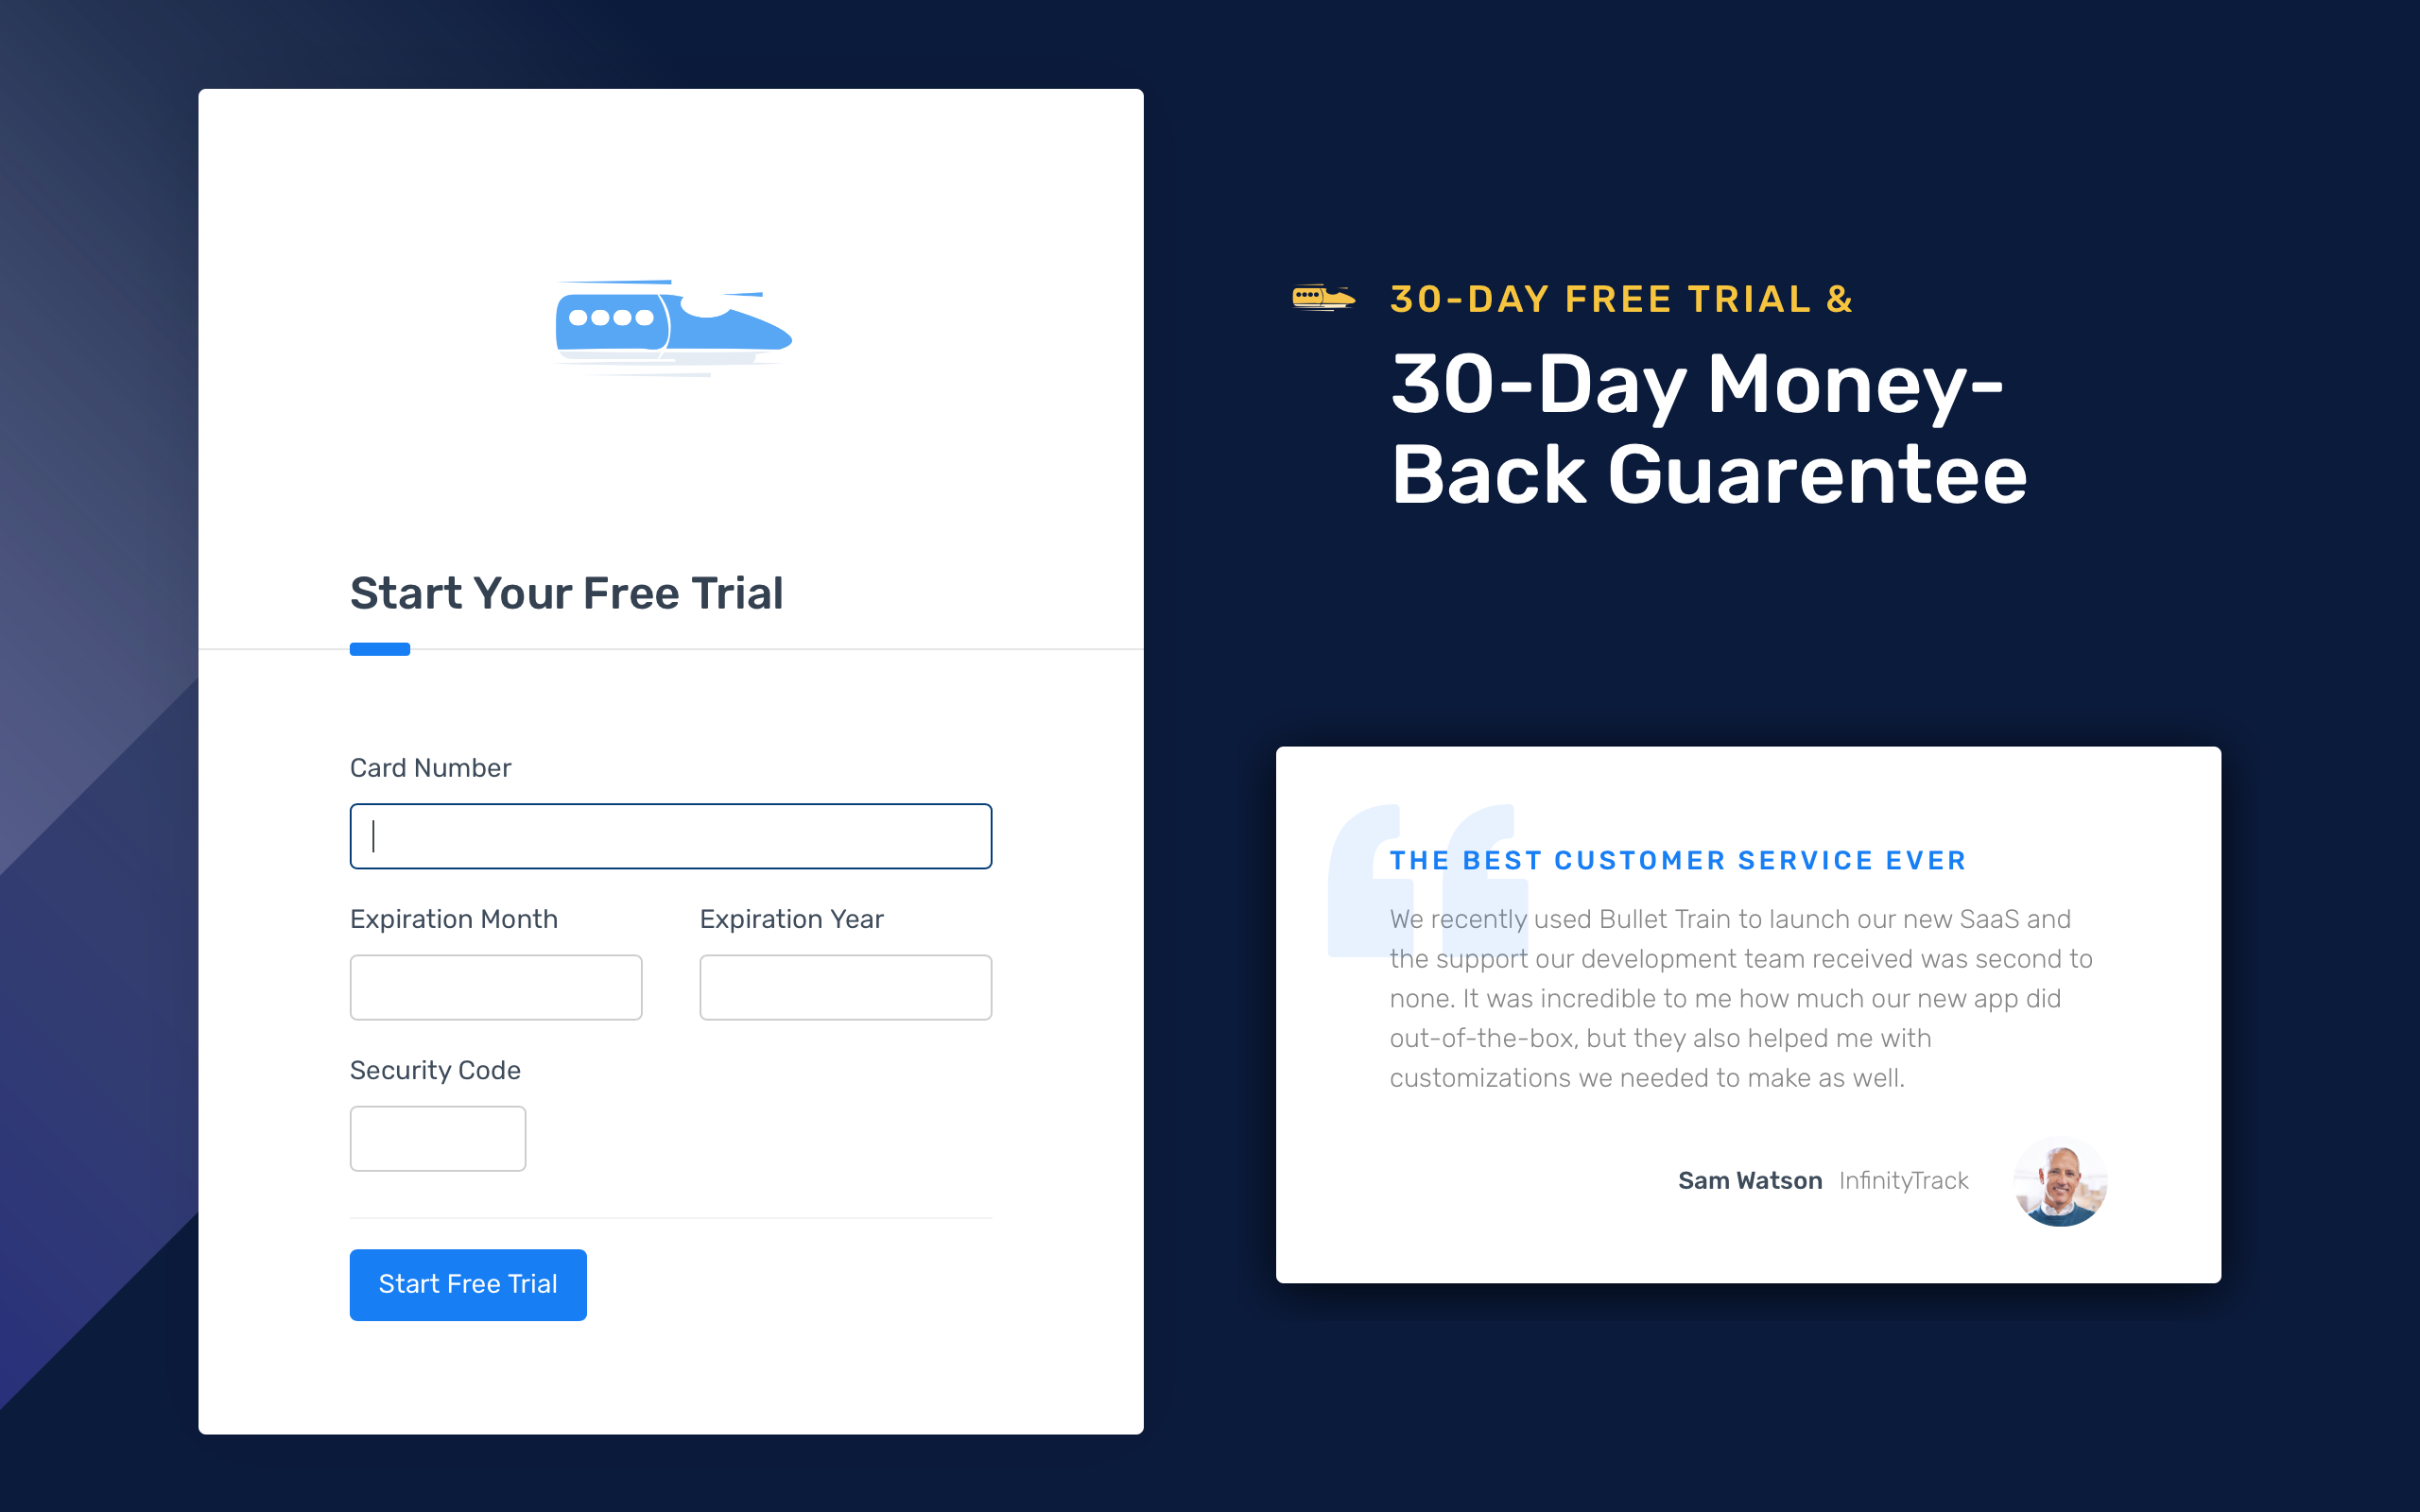 Start Your Free Trial
Card Number
Expiration Month
Expiration Year
Security Code
Start Free Trial
30-DAY FREE TRIAL &
30-Day Money-
Back Guarentee
THE BEST CUSTOMER SERVICE EVER
We recently used Bullet Train to launch our new SaaS and
the support our development team received was second to
none. It was incredible to me how much our new app did
out-of-the-box, but they also helped me with
customizations we needed to make as well.
Sam Watson InfinityTrack